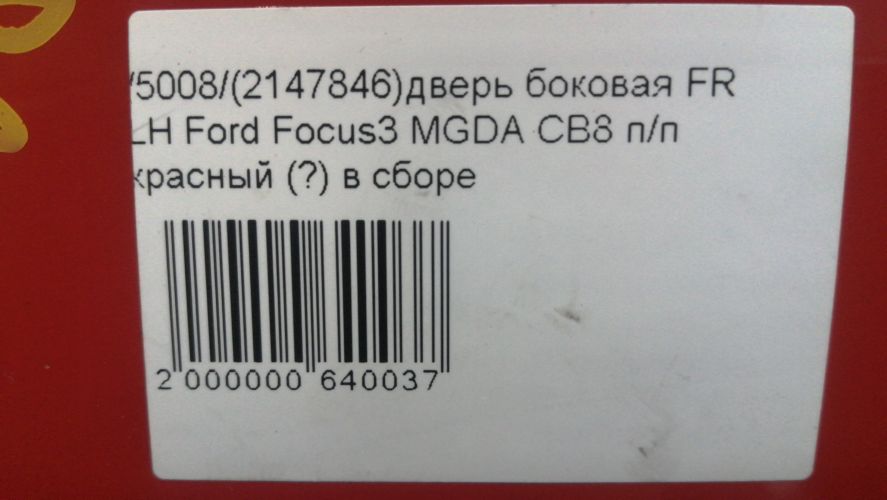 /5008/(2147846)дверь боковая FR
LH Ford Focus3 MGDA CB8 п/п
красный (?) в сборе
2 000000 640037